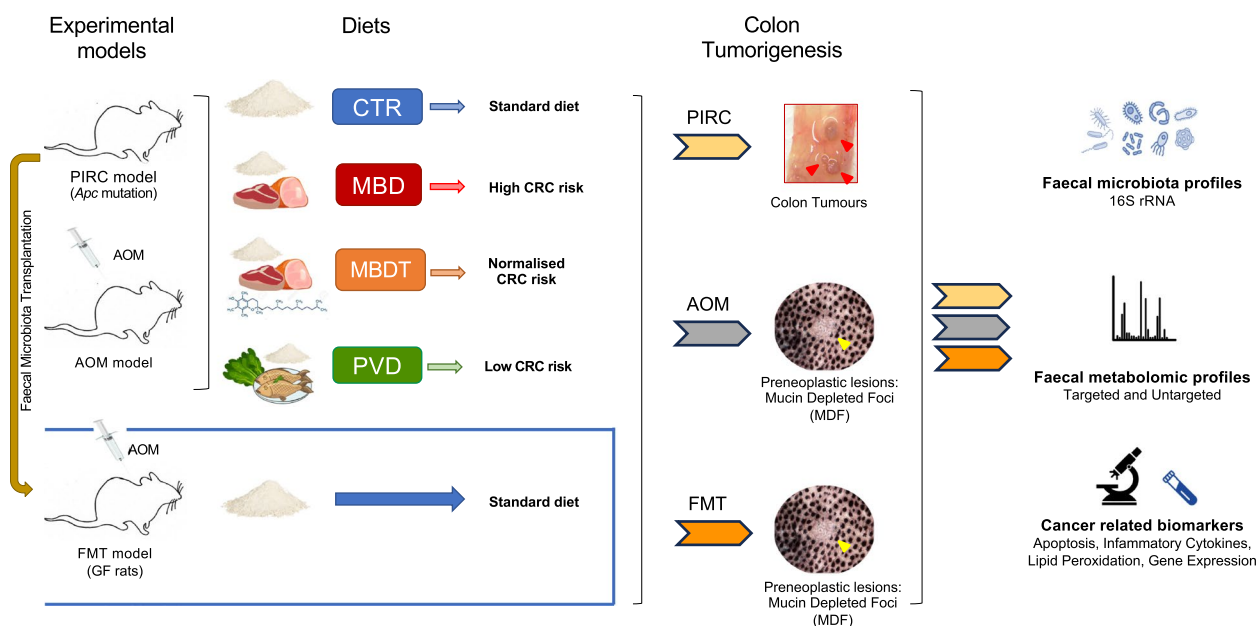 Experimental
models
Diets
Colon
Tumorigenesis
PIRC model
(Apc mutation)
AOM
AOM model
Faecal Microbiota Transplantation
AOM
FMT model
(GF rats)
CTR
Standard diet
MBD
High CRC risk
MBDT
Normalised
CRC risk
PVD
Low CRC risk
Standard diet
PIRC
Colon Tumours
AOM
Preneoplastic lesions:
Mucin Depleted Foci
(MDF)
FMT
Preneoplastic lesions:
Mucin Depleted Foci
(MDF)
Faecal microbiota profiles
16S rRNA
Faecal metabolomic profiles
Targeted and Untargeted
Cancer related biomarkers
Apoptosis, Infammatory Cytokines,
Lipid Peroxidation, Gene Expression